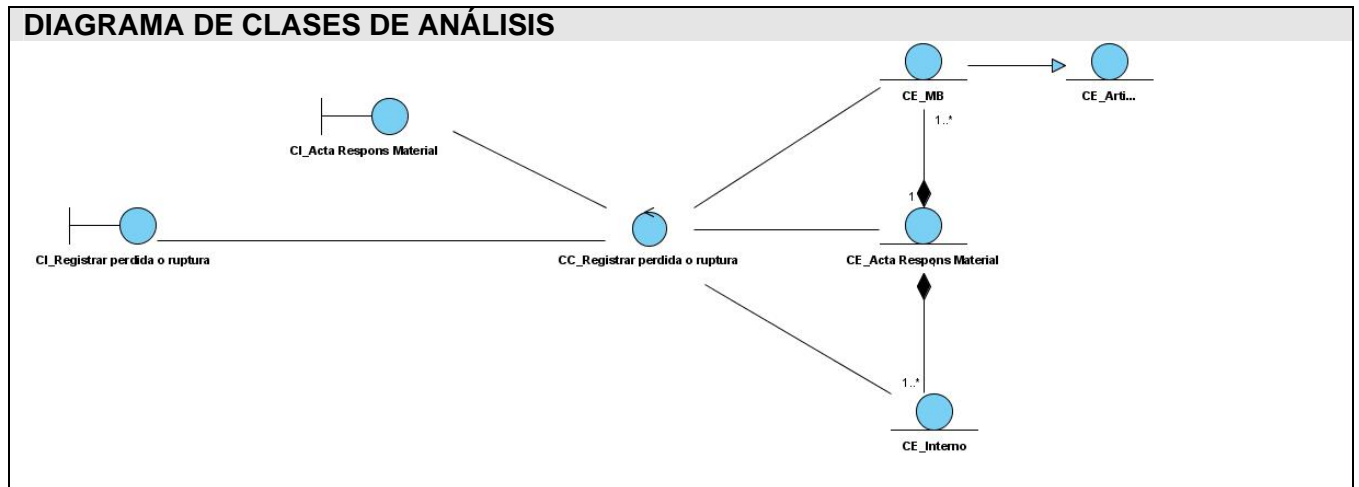 DIAGRAMA DE CLASES DE ANÁLISIS
CE_MB
CE_Arti...
1..*
CI_Acta Respons Material
1
CI_Registrar perdida o ruptura
CC_Registrar perdida o ruptura
CE_Acta Respons Material
1..*
CE_Interno